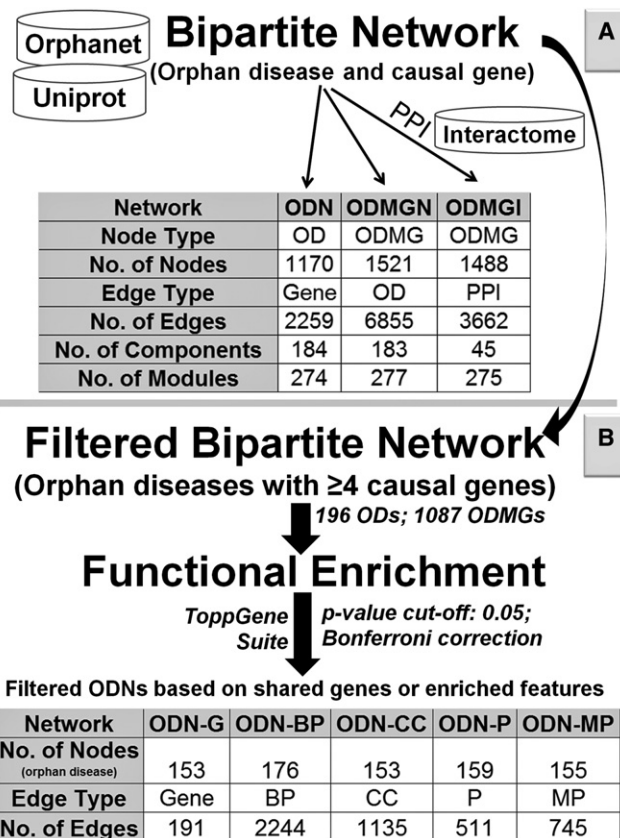 Orphanet
Uniprot
Bipartite Network
(Orphan disease and causal gene)
A
PPI
Interactome
Network ODN ODMGN ODMGI
Node Type OD ODMG ODMG
No. of Nodes 1170 1521 1488
Edge Type Gene OD PPI
No. of Edges 2259 6855 3662
No. of Components 184 183 45
No. of Modules 274 277 275
B
Filtered Bipartite Network
(Orphan diseases with ≥4 causal genes)
196 ODs; 1087 ODMGs
Functional Enrichment
ToppGene
Suite
p-value cut-off: 0.05;
Bonferroni correction
Filtered ODNs based on shared genes or enriched features
Network ODN-G ODN-BP ODN-CC ODN-P ODN-MP
No. of Nodes
(orphan disease) 153 176 153 159 155
Edge Type Gene BP CC P MP
No. of Edges 191 2244 1135 511 745